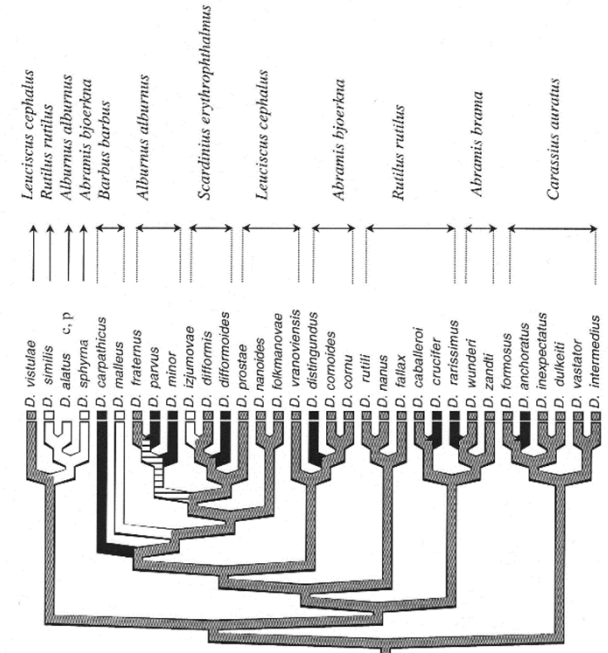 Leuciscus cephalus
Rutilus rutilus
Alburnus alburnus
Abramis bjoerkna
Barbus barbus
Alburnus alburnus
Scardinius erythrophthalmus
Leuciscus cephalus
Abramis bjoerkna
Rutilus rutilus
Abramis brama
Carassius auratus
D. vistulae
D. similis
D. alatus c, p
D. sphyrna
D. carpathicus
D. malleus
D. fraternus
D. parvus
D. minor
D. izjumovae
D. difformis
D. difformoides
D. prostae
D. nanoides
D. folkmanovae
D. vranoviensis
D. distingundus
D. cornoides
D. cornu
D. rutili
D. nanus
D. fallax
D. caballeroi
D. crucifer
D. rarissimus
D. wunderi
D. zandti
D. formosus
D. anchoratus
D. inexpectatus
D. dulkeiti
D. vastator
D. intermedius